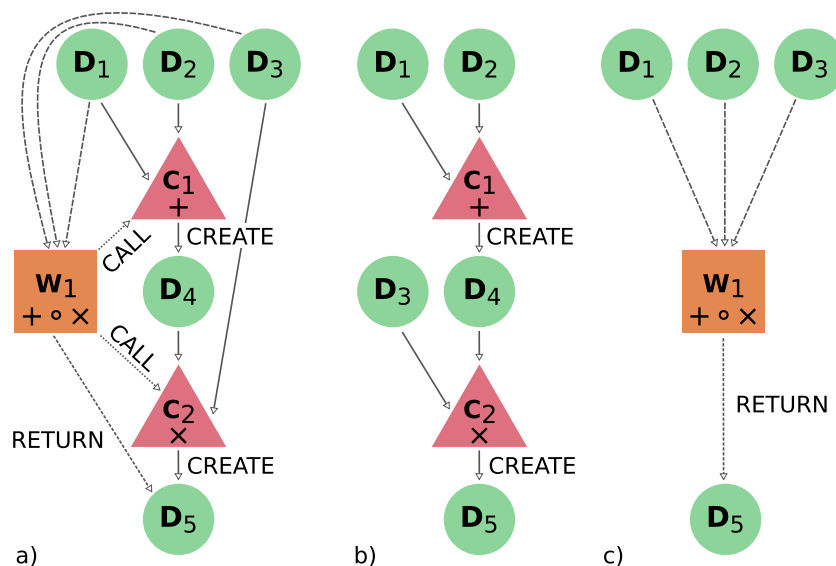 D₁ D₂ D₃
C₁
+
CALL
CREATE
W₁
+ ∘ ×
D₄
CALL
C₂
×
RETURN
CREATE
D₅
a)
D₁ D₂
C₁
+
CREATE
D₃ D₄
C₂
×
CREATE
D₅
b)
D₁ D₂ D₃
W₁
+ ∘ ×
RETURN
D₅
c)